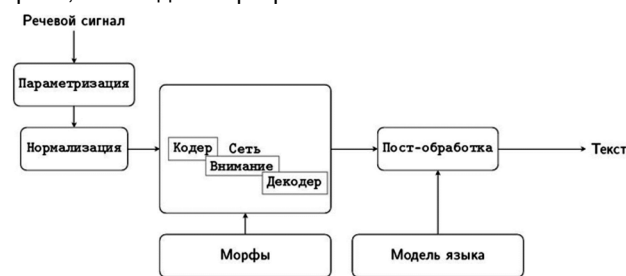 Речевой сигнал
Параметризация
Нормализация
Кодер
Сеть
Внимание
Декодер
Пост-обработка
Текст
Морфы
Модель языка